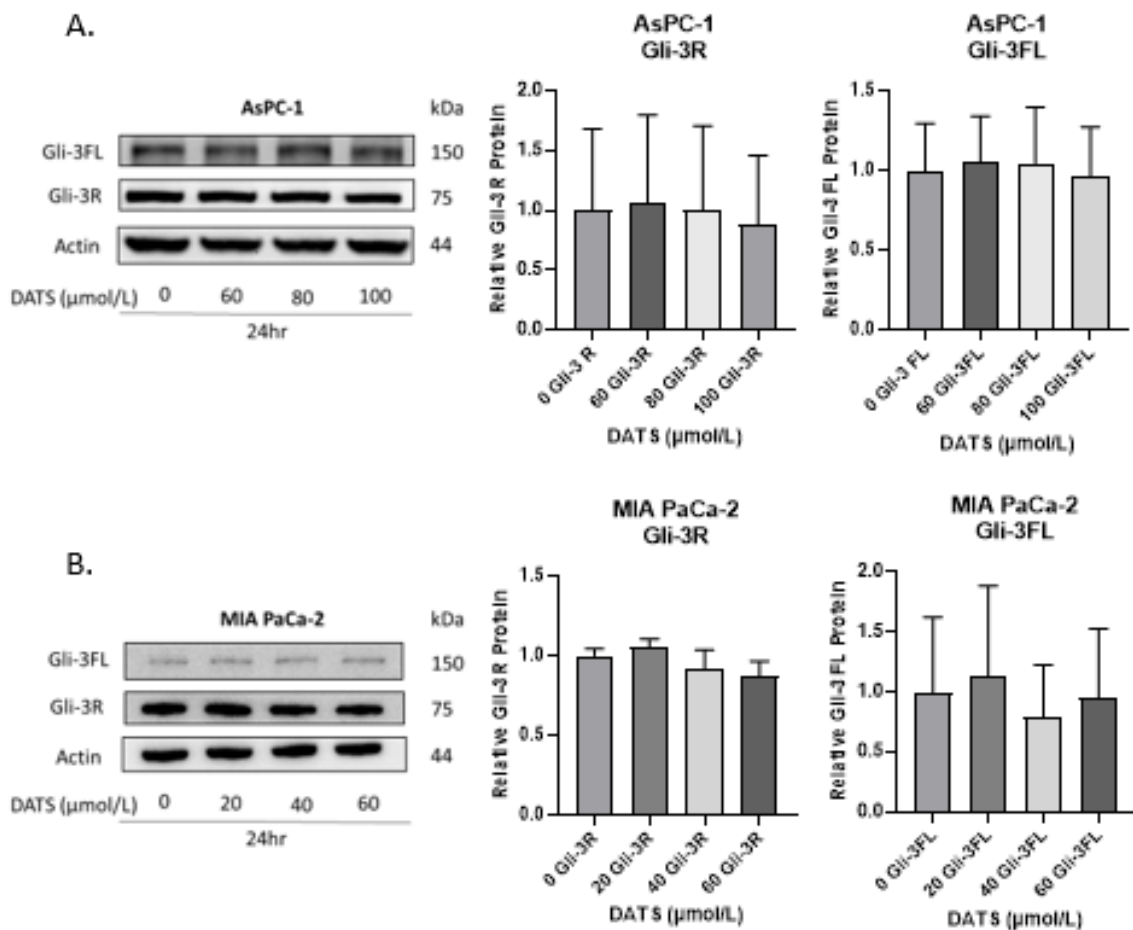 A.
AsPC-1
kDa
Gli-3FL
150
Gli-3R
75
Actin
44
DATS (µmol/L) 0 60 80 100
24hr
AsPC-1
Gli-3R
Relative Gli-3R Protein
2.0
1.5
1.0
0.5
0.0
0 Gli-3 R
60 Gli-3R
80 Gli-3R
100 Gli-3R
DATS (µmol/L)
AsPC-1
Gli-3FL
Relative Gli-3FL Protein
1.5
1.0
0.5
0.0
0 Gli-3 FL
60 Gli-3FL
80 Gli-3FL
100 Gli-3FL
DATS (µmol/L)
B.
MIA PaCa-2
kDa
Gli-3FL
150
Gli-3R
75
Actin
44
DATS (µmol/L) 0 20 40 60
24hr
MIA PaCa-2
Gli-3R
Relative Gli-3R Protein
1.5
1.0
0.5
0.0
0 Gli-3R
20 Gli-3R
40 Gli-3R
60 Gli-3R
DATS (µmol/L)
MIA PaCa-2
Gli-3FL
Relative Gli-3FL Protein
2.0
1.5
1.0
0.5
0.0
0 Gli-3FL
20 Gli-3FL
40 Gli-3FL
60 Gli-3FL
DATS (µmol/L)